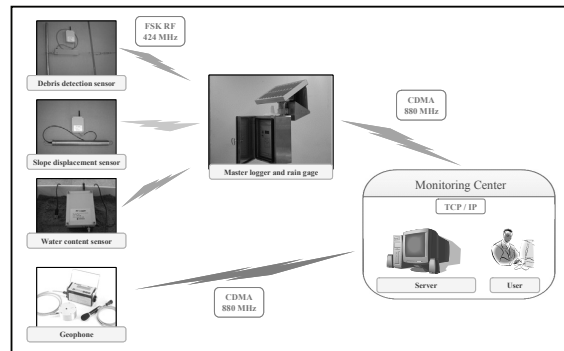 FSK RF
424 MHz
Debris detection sensor
CDMA
880 MHz
Slope displacement sensor
Master logger and rain gage
Monitoring Center
TCP / IP
Water content sensor
Server
User
CDMA
880 MHz
Geophone